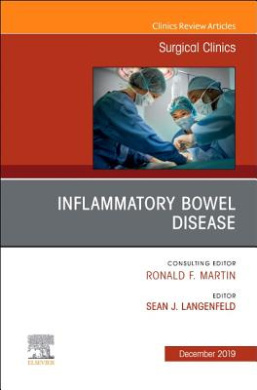 Clinics Review Articles
Surgical Clinics
INFLAMMATORY BOWEL
DISEASE
CONSULTING EDITOR
RONALD F. MARTIN
EDITOR
SEAN J. LANGENFELD
ELSEVIER
December 2019